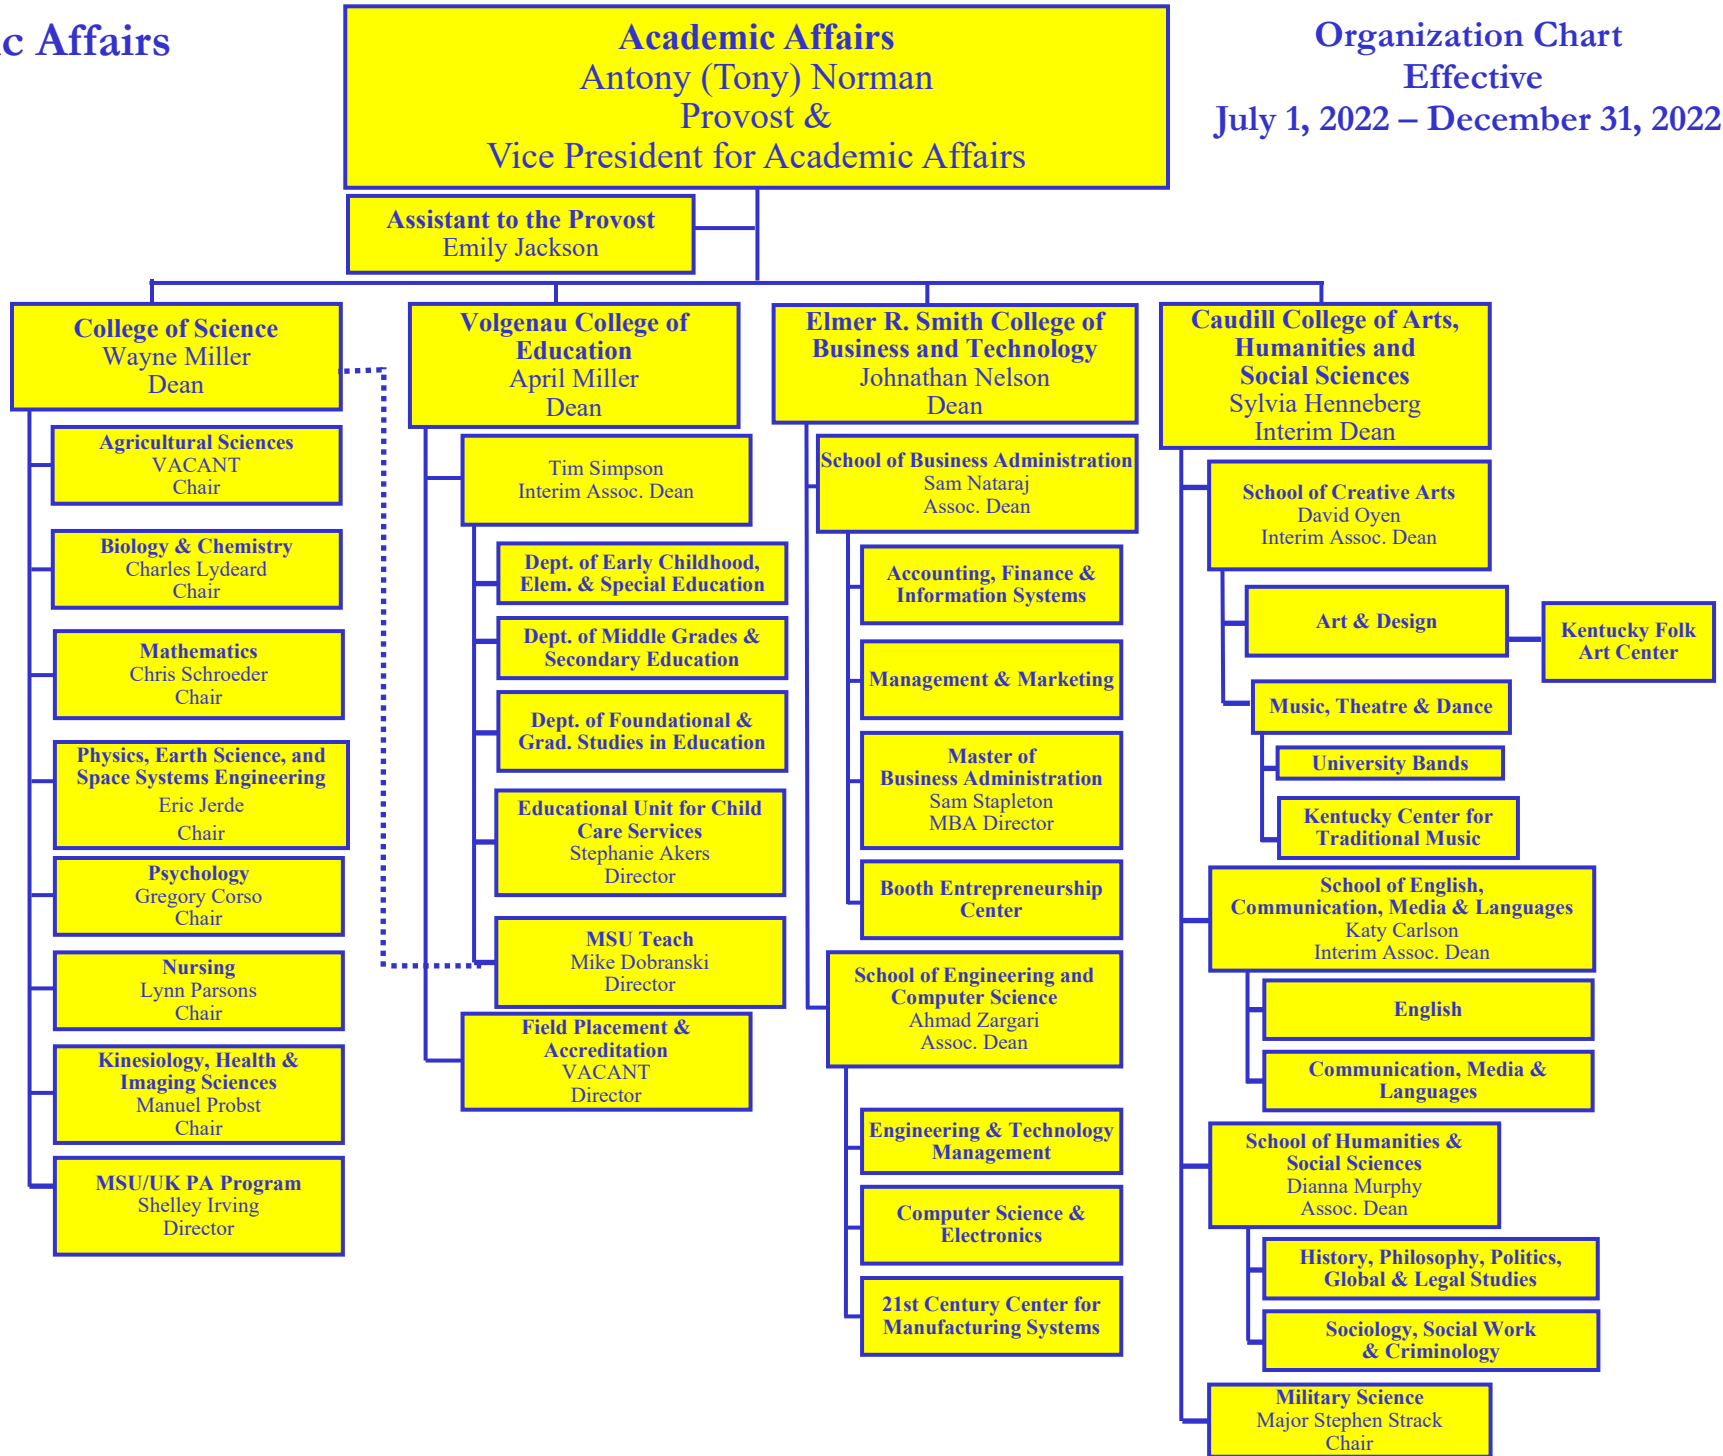 c Affairs
Academic Affairs
Antony (Tony) Norman
Provost &
Vice President for Academic Affairs
Organization Chart
Effective
July 1, 2022 – December 31, 2022
Assistant to the Provost
Emily Jackson
College of Science
Wayne Miller
Dean
Agricultural Sciences
VACANT
Chair
Biology & Chemistry
Charles Lydeard
Chair
Mathematics
Chris Schroeder
Chair
Physics, Earth Science, and
Space Systems Engineering
Eric Jerde
Chair
Psychology
Gregory Corso
Chair
Nursing
Lynn Parsons
Chair
Kinesiology, Health &
Imaging Sciences
Manuel Probst
Chair
MSU/UK PA Program
Shelley Irving
Director
Volgenau College of
Education
April Miller
Dean
Tim Simpson
Interim Assoc. Dean
Dept. of Early Childhood,
Elem. & Special Education
Dept. of Middle Grades &
Secondary Education
Dept. of Foundational &
Grad. Studies in Education
Educational Unit for Child
Care Services
Stephanie Akers
Director
MSU Teach
Mike Dobranski
Director
Field Placement &
Accreditation
VACANT
Director
Elmer R. Smith College of
Business and Technology
Johnathan Nelson
Dean
School of Business Administration
Sam Nataraj
Assoc. Dean
Accounting, Finance &
Information Systems
Management & Marketing
Master of
Business Administration
Sam Stapleton
MBA Director
Booth Entrepreneurship
Center
School of Engineering and
Computer Science
Ahmad Zargari
Assoc. Dean
Engineering & Technology
Management
Computer Science &
Electronics
21st Century Center for
Manufacturing Systems
Caudill College of Arts,
Humanities and
Social Sciences
Sylvia Henneberg
Interim Dean
School of Creative Arts
David Oyen
Interim Assoc. Dean
Art & Design
Kentucky Folk
Art Center
Music, Theatre & Dance
University Bands
Kentucky Center for
Traditional Music
School of English,
Communication, Media & Languages
Katy Carlson
Interim Assoc. Dean
English
Communication, Media &
Languages
School of Humanities &
Social Sciences
Dianna Murphy
Assoc. Dean
History, Philosophy, Politics,
Global & Legal Studies
Sociology, Social Work
& Criminology
Military Science
Major Stephen Strack
Chair